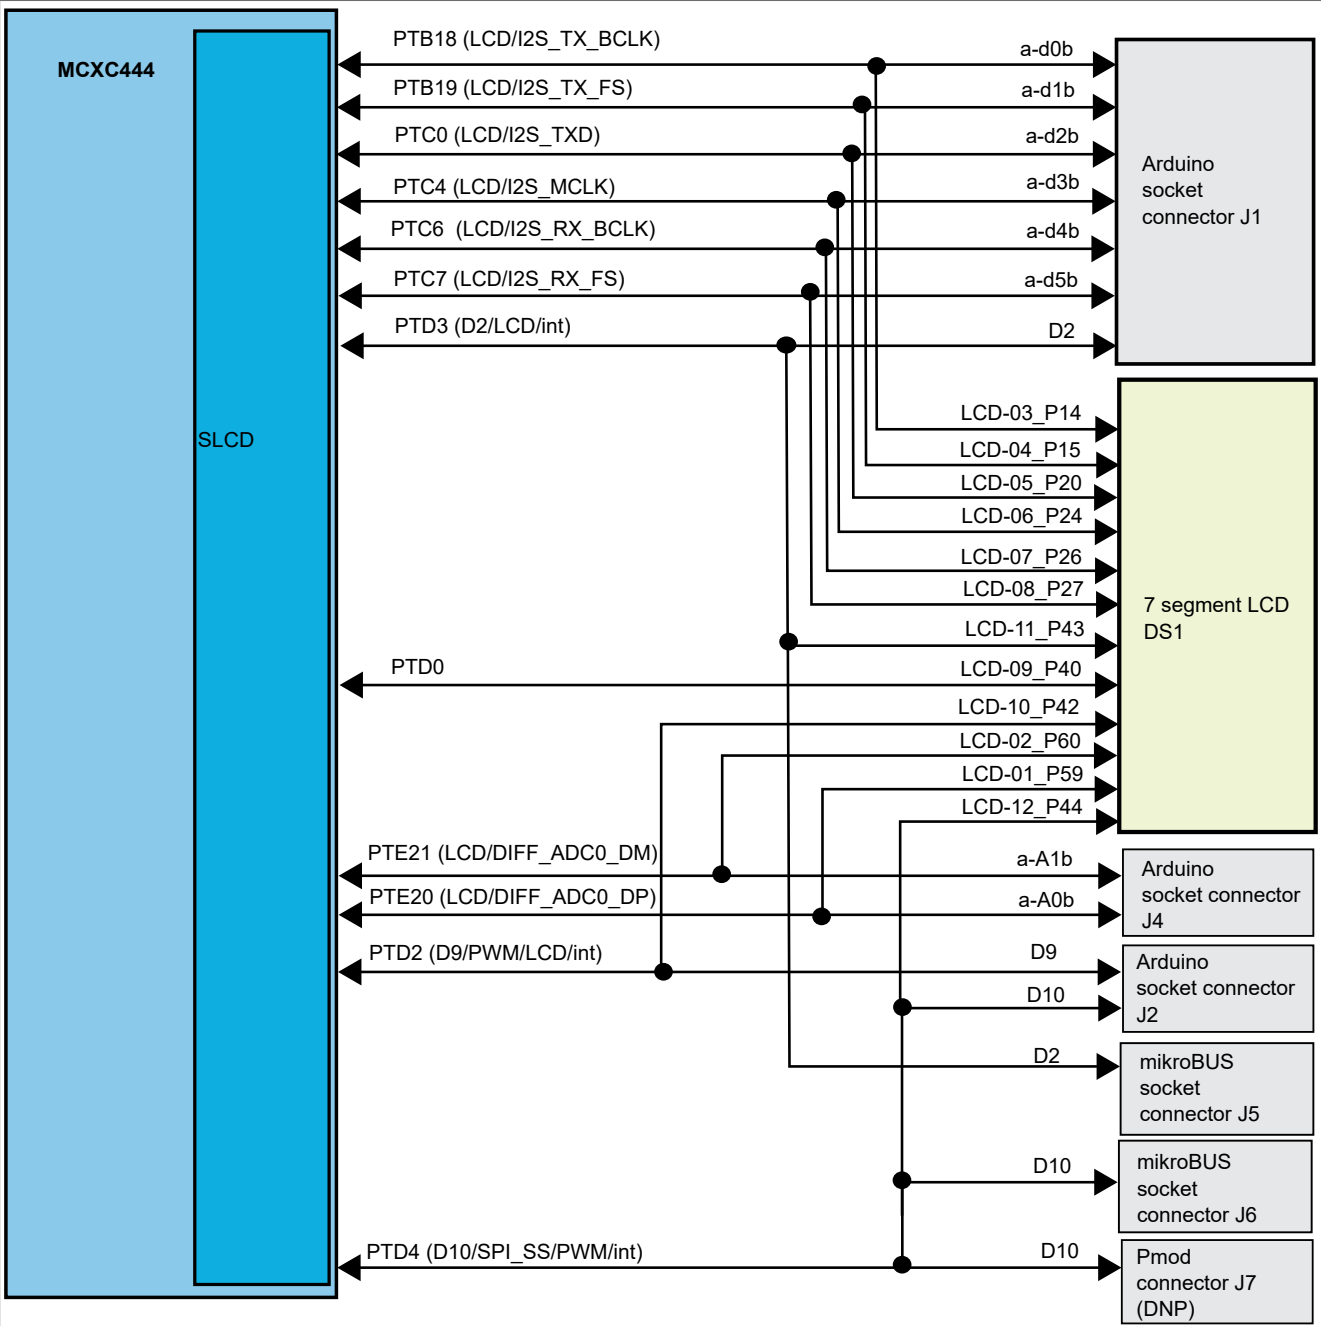 MCXC444
SLCD
PTB18 (LCD/I2S_TX_BCLK)
a-d0b
PTB19 (LCD/I2S_TX_FS)
a-d1b
PTC0 (LCD/I2S_TXD)
a-d2b
PTC4 (LCD/I2S_MCLK)
a-d3b
PTC6 (LCD/I2S_RX_BCLK)
a-d4b
PTC7 (LCD/I2S_RX_FS)
a-d5b
PTD3 (D2/LCD/int)
D2
Arduino
socket
connector J1
LCD-03_P14
LCD-04_P15
LCD-05_P20
LCD-06_P24
LCD-07_P26
LCD-08_P27
LCD-11_P43
PTD0
LCD-09_P40
LCD-10_P42
LCD-02_P60
LCD-01_P59
LCD-12_P44
7 segment LCD
DS1
PTE21 (LCD/DIFF_ADC0_DM)
a-A1b
PTE20 (LCD/DIFF_ADC0_DP)
a-A0b
Arduino
socket connector
J4
PTD2 (D9/PWM/LCD/int)
D9
D10
Arduino
socket connector
J2
D2
mikroBUS
socket
connector J5
D10
mikroBUS
socket
connector J6
PTD4 (D10/SPI_SS/PWM/int)
D10
Pmod
connector J7
(DNP)